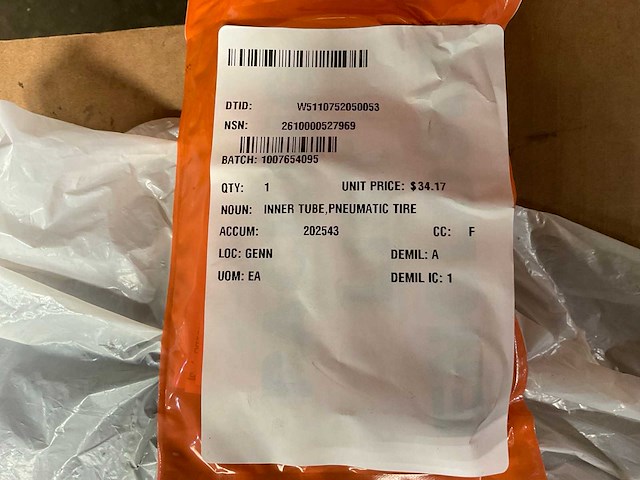 DTID: W5110752050053
NSN: 2610000527969
BATCH: 1007654095
QTY: 1 UNIT PRICE: $34.17
NOUN: INNER TUBE,PNEUMATIC TIRE
ACCUM: 202543 CC: F
LOC: GENN DEMIL: A
UOM: EA DEMIL IC: 1